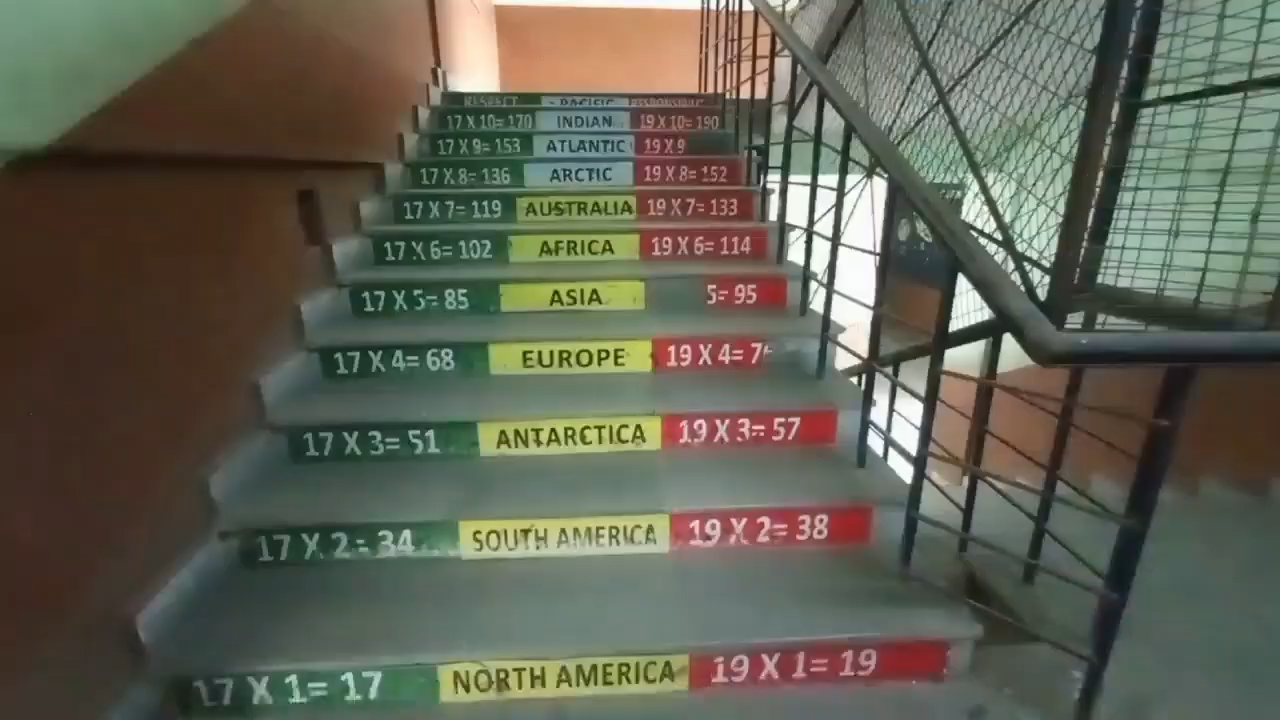 RESPECT PACIFIC RESPONSIBILITY
17 X 10= 170 INDIAN 19 X 10= 190
17 X 9= 153 ATLANTIC 19 X 9
17 X 8= 136 ARCTIC 19 X 8= 152
17 X 7= 119 AUSTRALIA 19 X 7= 133
17 X 6= 102 AFRICA 19 X 6= 114
17 X 5= 85 ASIA 5= 95
17 X 4= 68 EUROPE 19 X 4=
17 X 3= 51 ANTARCTICA 19 X 3= 57
17 X 2= 34 SOUTH AMERICA 19 X 2= 38
17 X 1= 17 NORTH AMERICA 19 X 1= 19